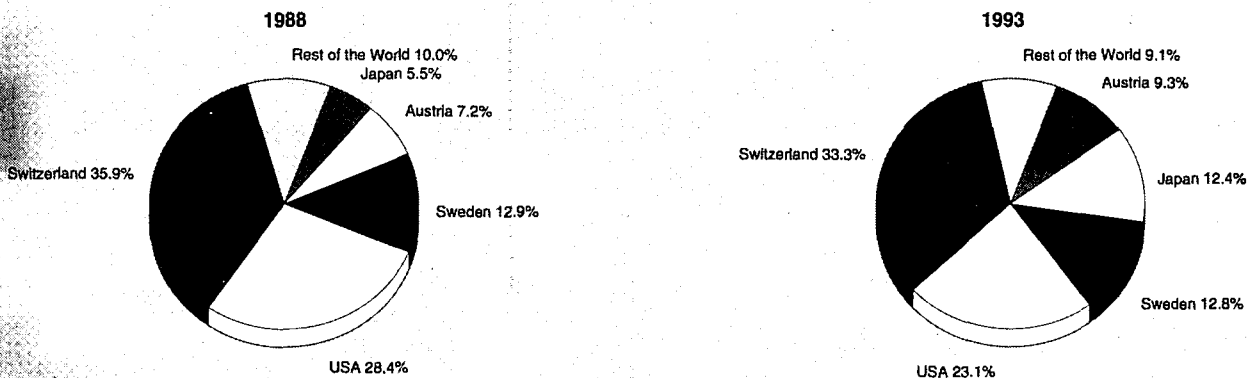 1988
Rest of the World 10.0%
Japan 5.5%
Austria 7.2%
Switzerland 35.9%
Sweden 12.9%
USA 28.4%
1993
Rest of the World 9.1%
Austria 9.3%
Switzerland 33.3%
Japan 12.4%
Sweden 12.8%
USA 23.1%